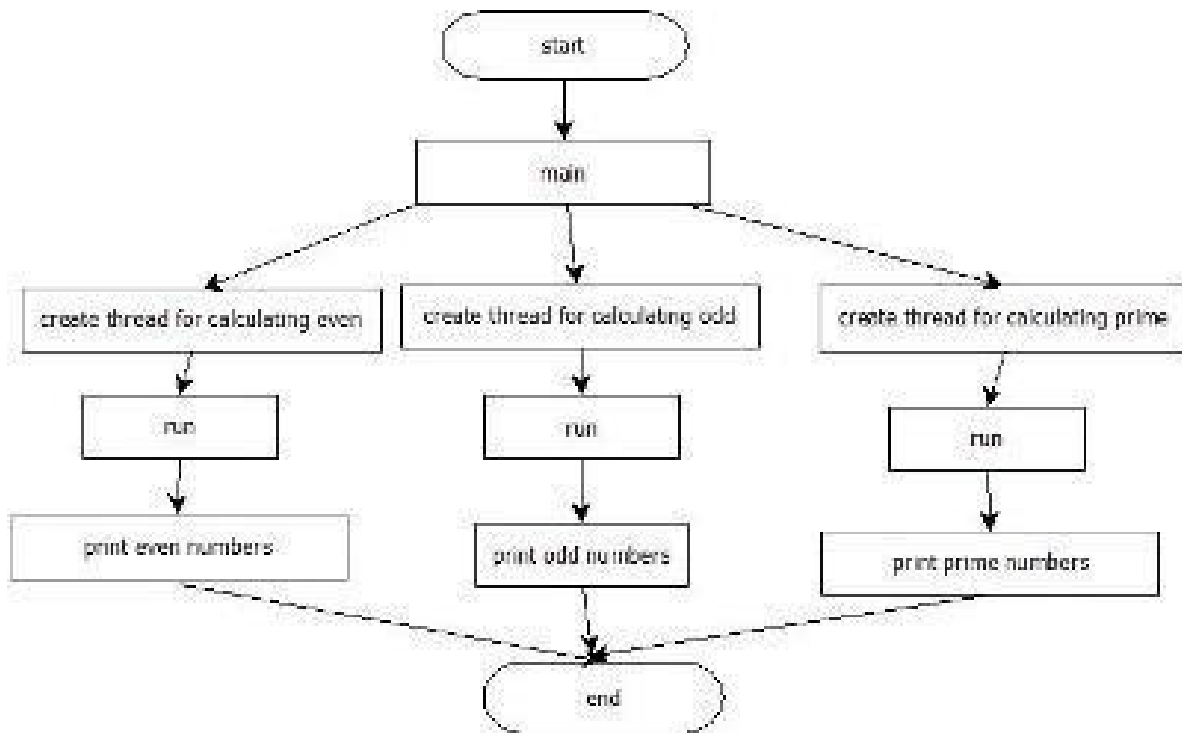 start
main
create thread for calculating even
create thread for calculating odd
create thread for calculating prime
run
run
run
print even numbers
print odd numbers
print prime numbers
end